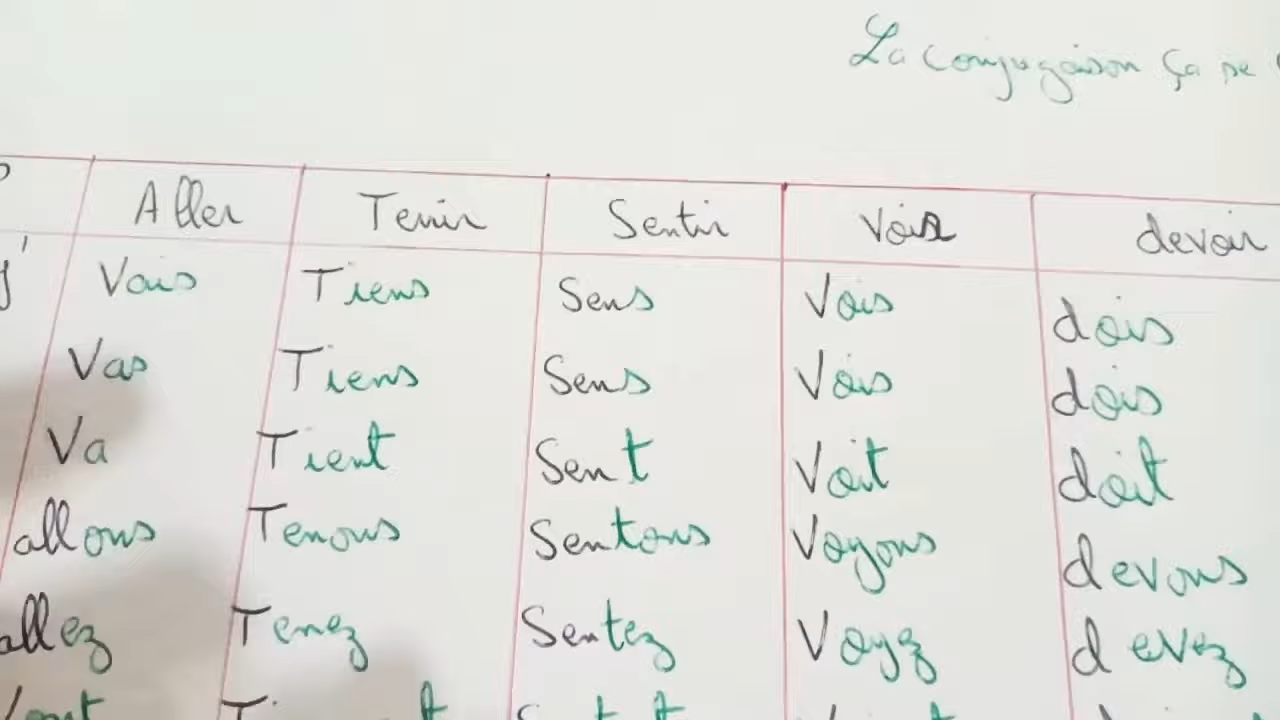 La conjugaison ça se
Aller Tenir Sentir Voir devoir
j' Vais Tiens Sens Vois dois
Vas Tiens Sens Vois dois
Va Tient Sent Voit doit
allons Tenons Sentons Voyons devons
allez Tenez Sentez Voyez devez
Vont